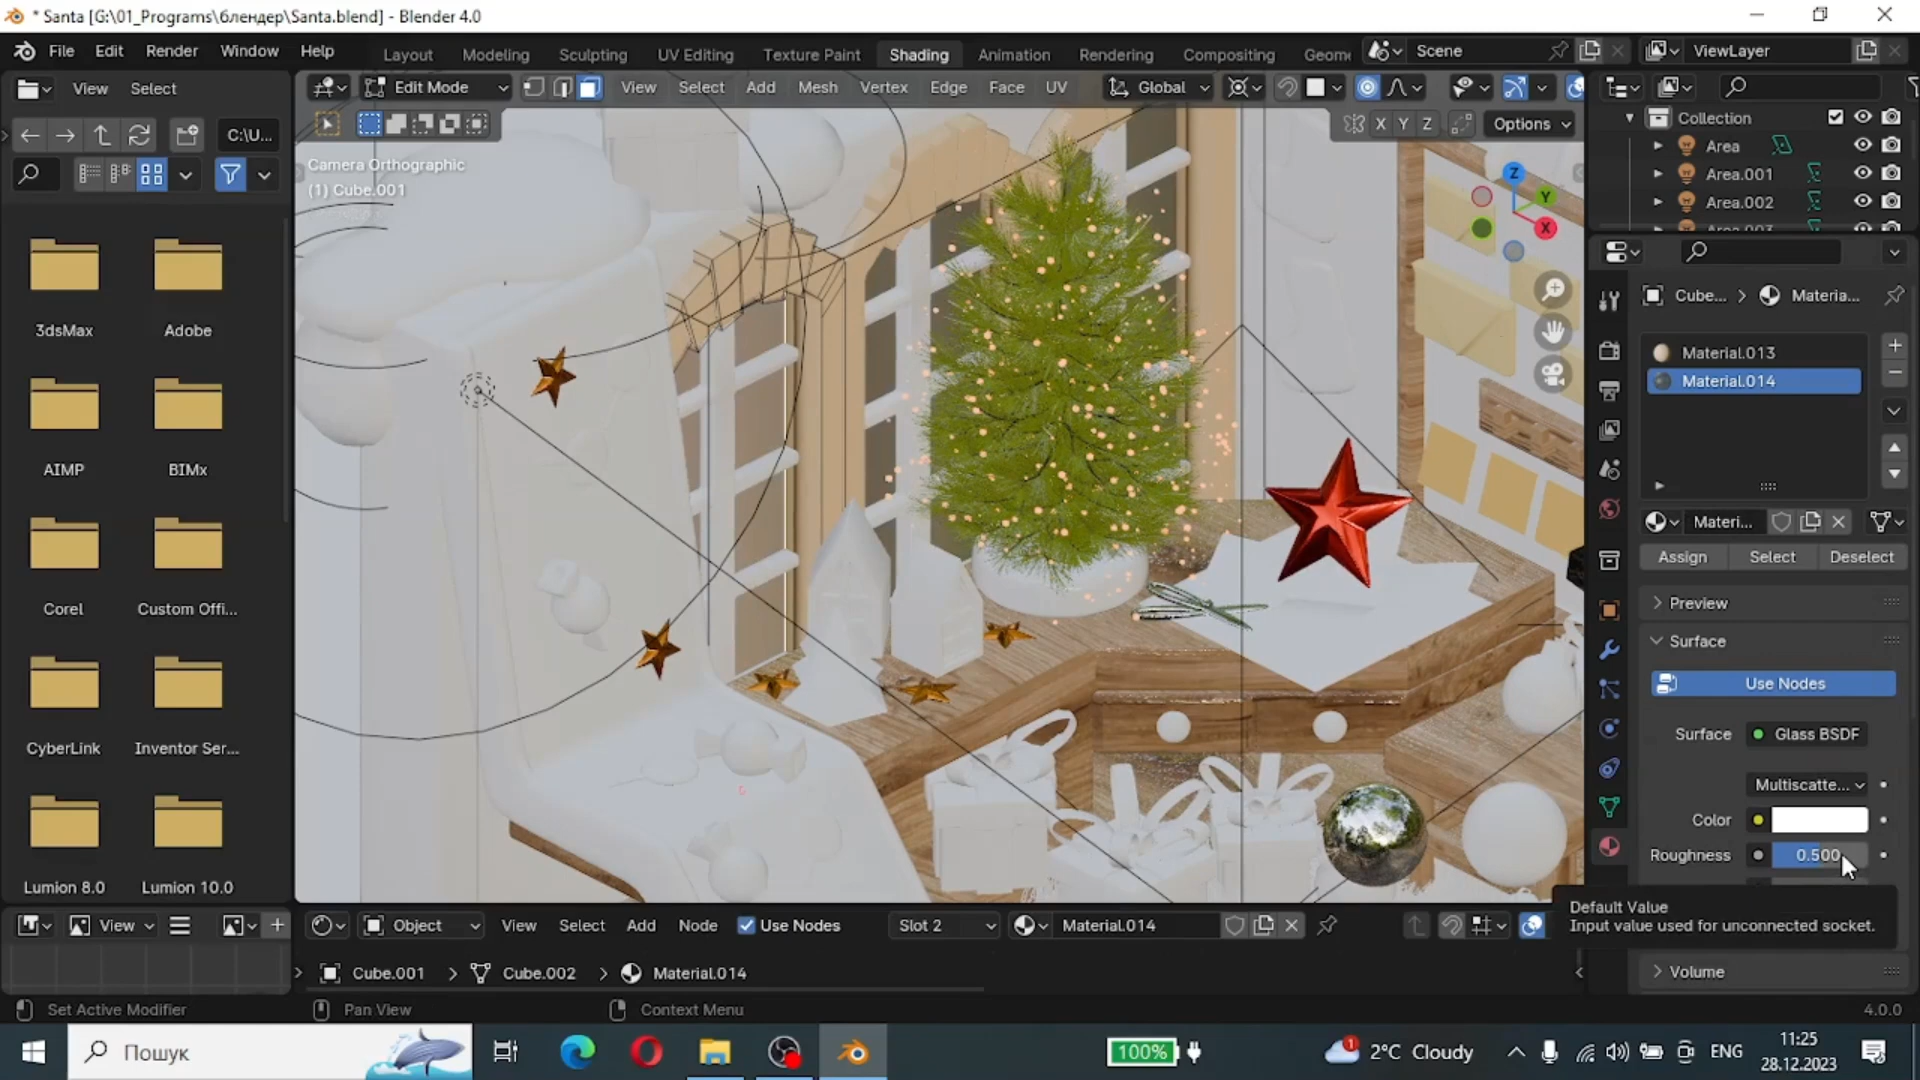 * Santa [G:\01_Programs\блендер\Santa.blend] - Blender 4.0
File Edit Render Window Help
Layout Modeling Sculpting UV Editing Texture Paint Shading Animation Rendering Compositing Geom
Scene
ViewLayer
View Select
Edit Mode
View Select Add Mesh Vertex Edge Face UV
Global
C:\U...
X Y Z
Options
Camera Orthographic
(1) Cube.001
Z
Y
X
Collection
Area
Area.001
Area.002
Cube... > Materia...
Material.013
Material.014
Materi...
Assign Select Deselect
Preview
Surface
Use Nodes
Surface Glass BSDF
Multiscatte...
Color
Roughness 0.500
Default Value
Input value used for unconnected socket.
Volume
3dsMax Adobe
AIMP BIMx
Corel Custom Offi...
CyberLink Inventor Ser...
Lumion 8.0 Lumion 10.0
View
Object View Select Add Node Use Nodes Slot 2 Material.014
Cube.001 > Cube.002 > Material.014
Set Active Modifier Pan View Context Menu
4.0.0
Пошук
100%
1
2°C Cloudy
ENG
11:25
28.12.2023